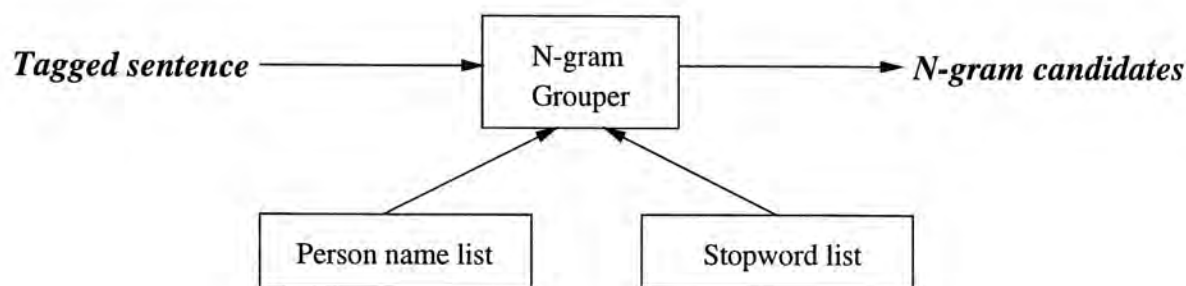 Tagged sentence
N-gram
Grouper
N-gram candidates
Person name list
Stopword list